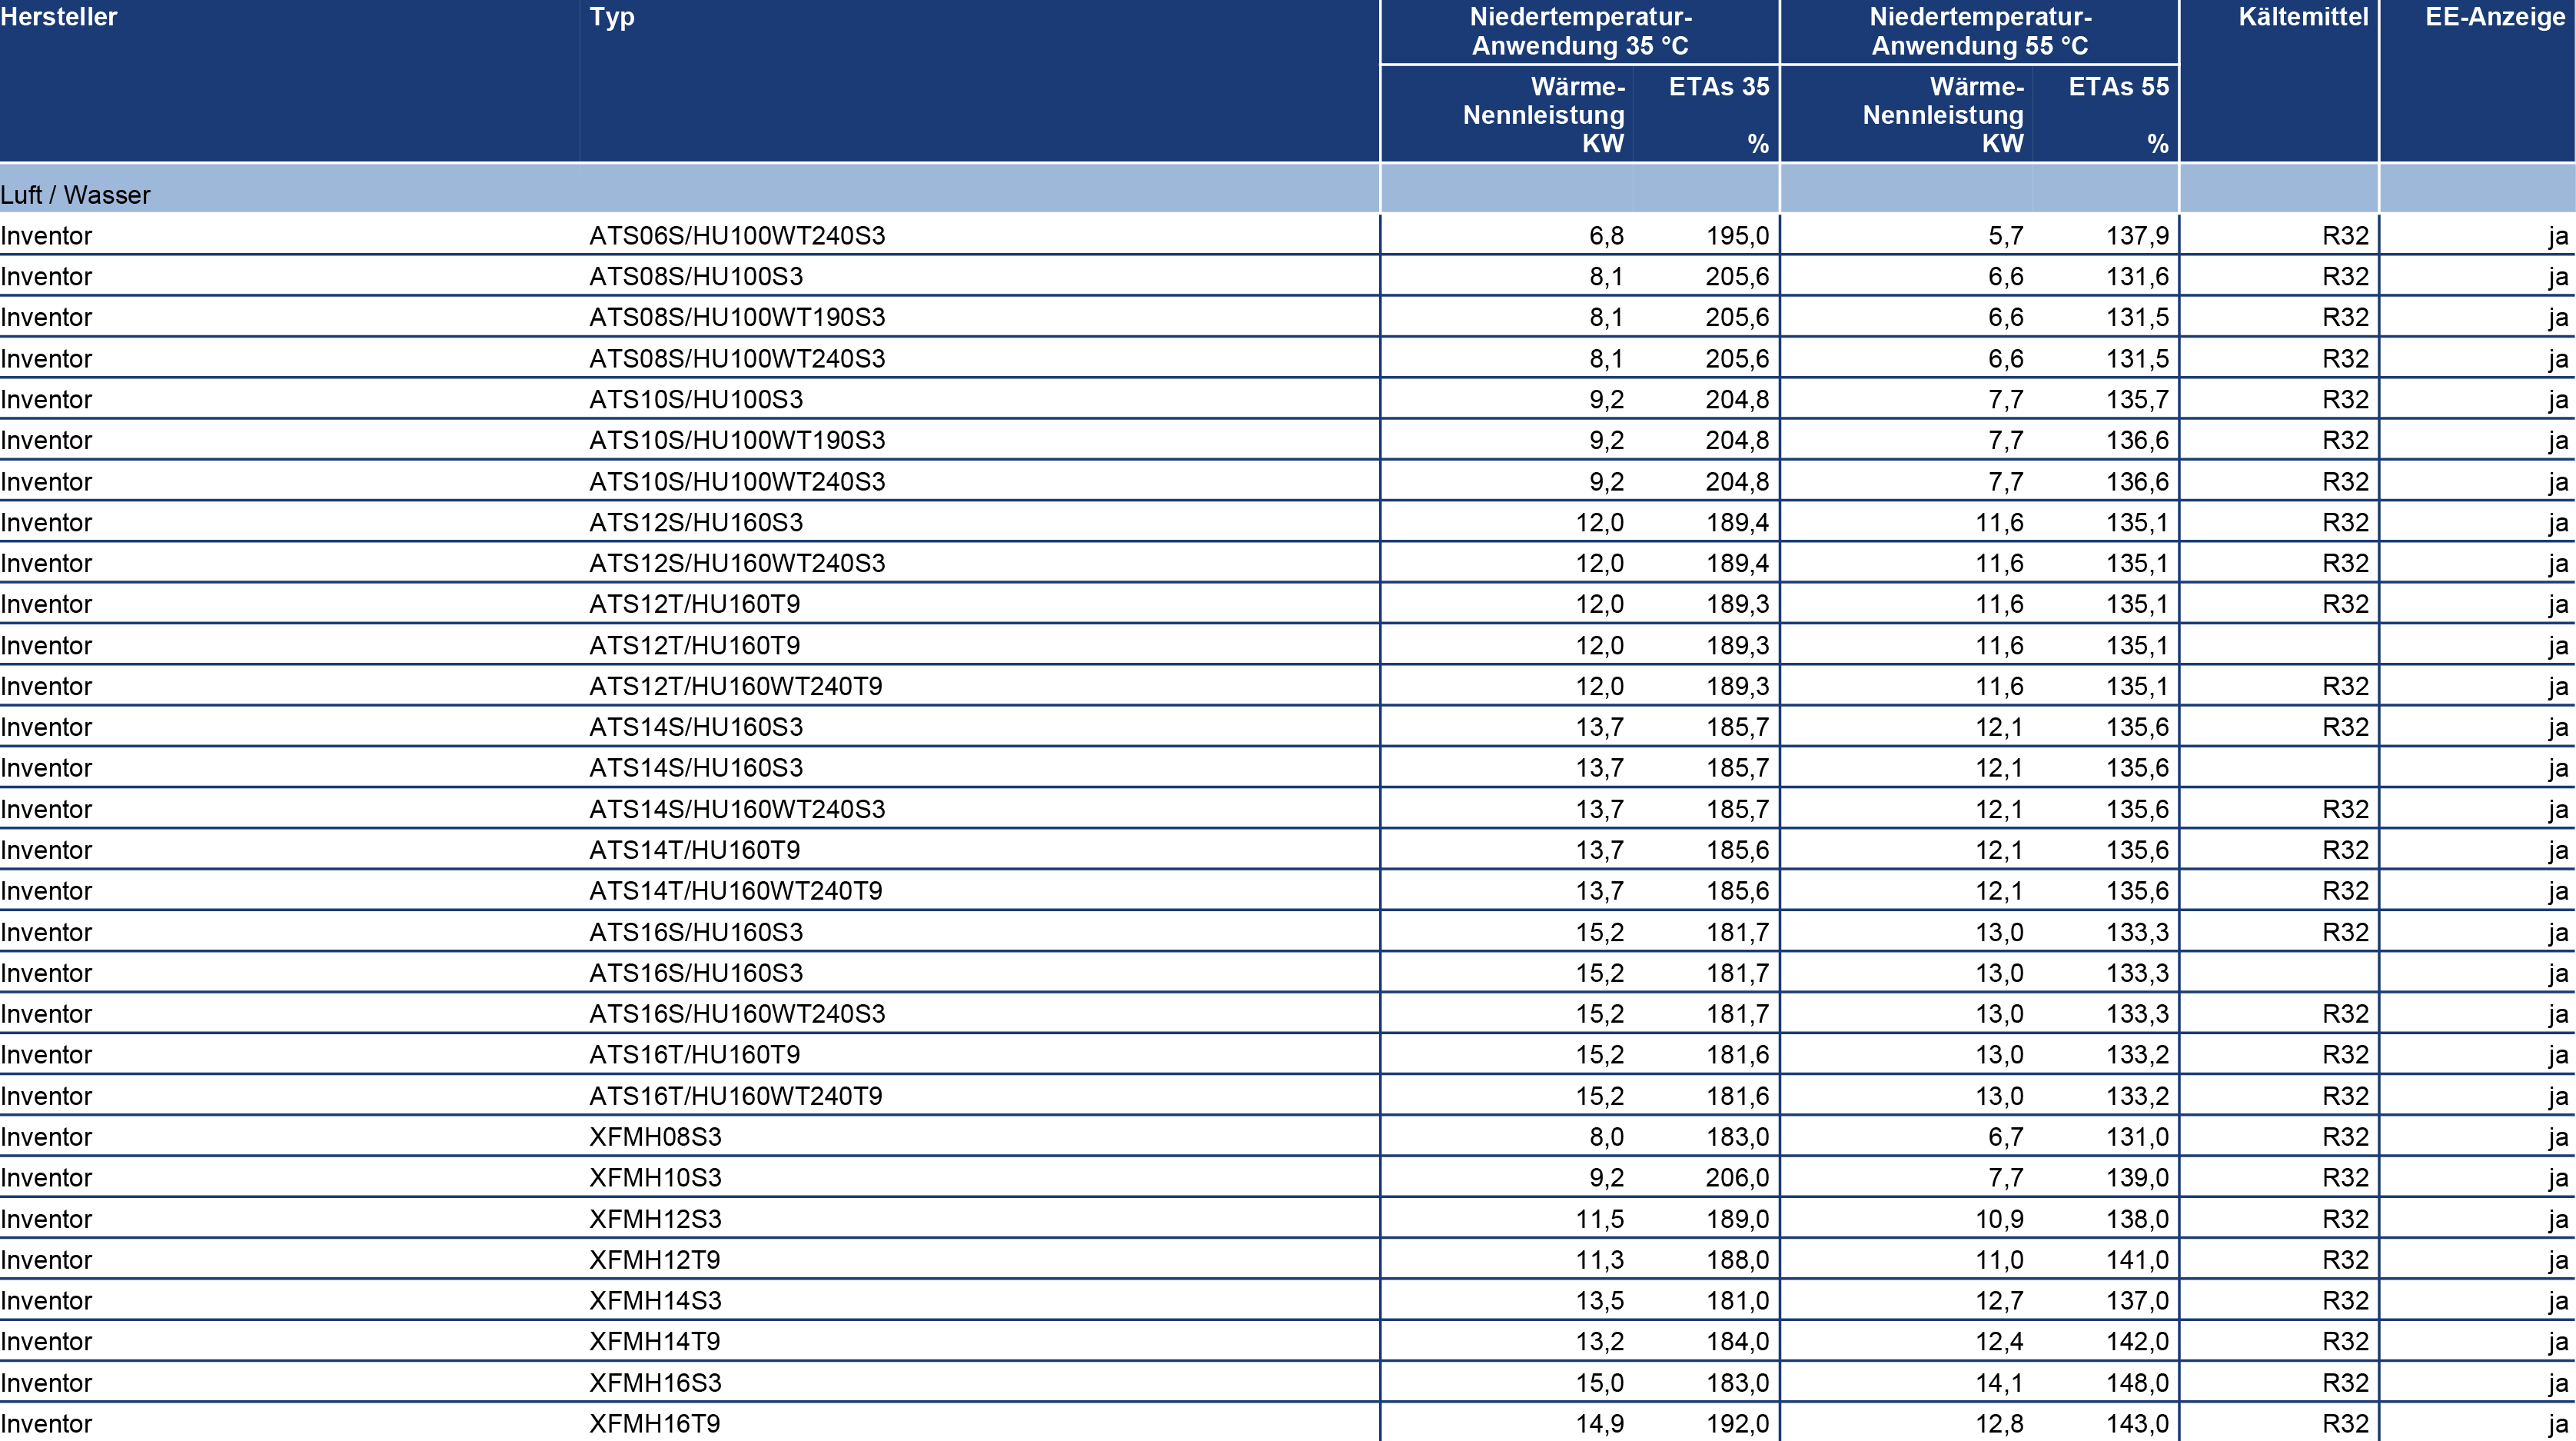 Hersteller Typ Niedertemperatur- Niedertemperatur- Kältemittel EE-Anzeige
Anwendung 35 °C Anwendung 55 °C
Wärme- ETAs 35 Wärme- ETAs 55
Nennleistung Nennleistung
KW % KW %
Luft / Wasser
Inventor ATS06S/HU100WT240S3 6,8 195,0 5,7 137,9 R32 ja
Inventor ATS08S/HU100S3 8,1 205,6 6,6 131,6 R32 ja
Inventor ATS08S/HU100WT190S3 8,1 205,6 6,6 131,5 R32 ja
Inventor ATS08S/HU100WT240S3 8,1 205,6 6,6 131,5 R32 ja
Inventor ATS10S/HU100S3 9,2 204,8 7,7 135,7 R32 ja
Inventor ATS10S/HU100WT190S3 9,2 204,8 7,7 136,6 R32 ja
Inventor ATS10S/HU100WT240S3 9,2 204,8 7,7 136,6 R32 ja
Inventor ATS12S/HU160S3 12,0 189,4 11,6 135,1 R32 ja
Inventor ATS12S/HU160WT240S3 12,0 189,4 11,6 135,1 R32 ja
Inventor ATS12T/HU160T9 12,0 189,3 11,6 135,1 R32 ja
Inventor ATS12T/HU160T9 12,0 189,3 11,6 135,1 ja
Inventor ATS12T/HU160WT240T9 12,0 189,3 11,6 135,1 R32 ja
Inventor ATS14S/HU160S3 13,7 185,7 12,1 135,6 R32 ja
Inventor ATS14S/HU160S3 13,7 185,7 12,1 135,6 ja
Inventor ATS14S/HU160WT240S3 13,7 185,7 12,1 135,6 R32 ja
Inventor ATS14T/HU160T9 13,7 185,6 12,1 135,6 R32 ja
Inventor ATS14T/HU160WT240T9 13,7 185,6 12,1 135,6 R32 ja
Inventor ATS16S/HU160S3 15,2 181,7 13,0 133,3 R32 ja
Inventor ATS16S/HU160S3 15,2 181,7 13,0 133,3 ja
Inventor ATS16S/HU160WT240S3 15,2 181,7 13,0 133,3 R32 ja
Inventor ATS16T/HU160T9 15,2 181,6 13,0 133,2 R32 ja
Inventor ATS16T/HU160WT240T9 15,2 181,6 13,0 133,2 R32 ja
Inventor XFMH08S3 8,0 183,0 6,7 131,0 R32 ja
Inventor XFMH10S3 9,2 206,0 7,7 139,0 R32 ja
Inventor XFMH12S3 11,5 189,0 10,9 138,0 R32 ja
Inventor XFMH12T9 11,3 188,0 11,0 141,0 R32 ja
Inventor XFMH14S3 13,5 181,0 12,7 137,0 R32 ja
Inventor XFMH14T9 13,2 184,0 12,4 142,0 R32 ja
Inventor XFMH16S3 15,0 183,0 14,1 148,0 R32 ja
Inventor XFMH16T9 14,9 192,0 12,8 143,0 R32 ja